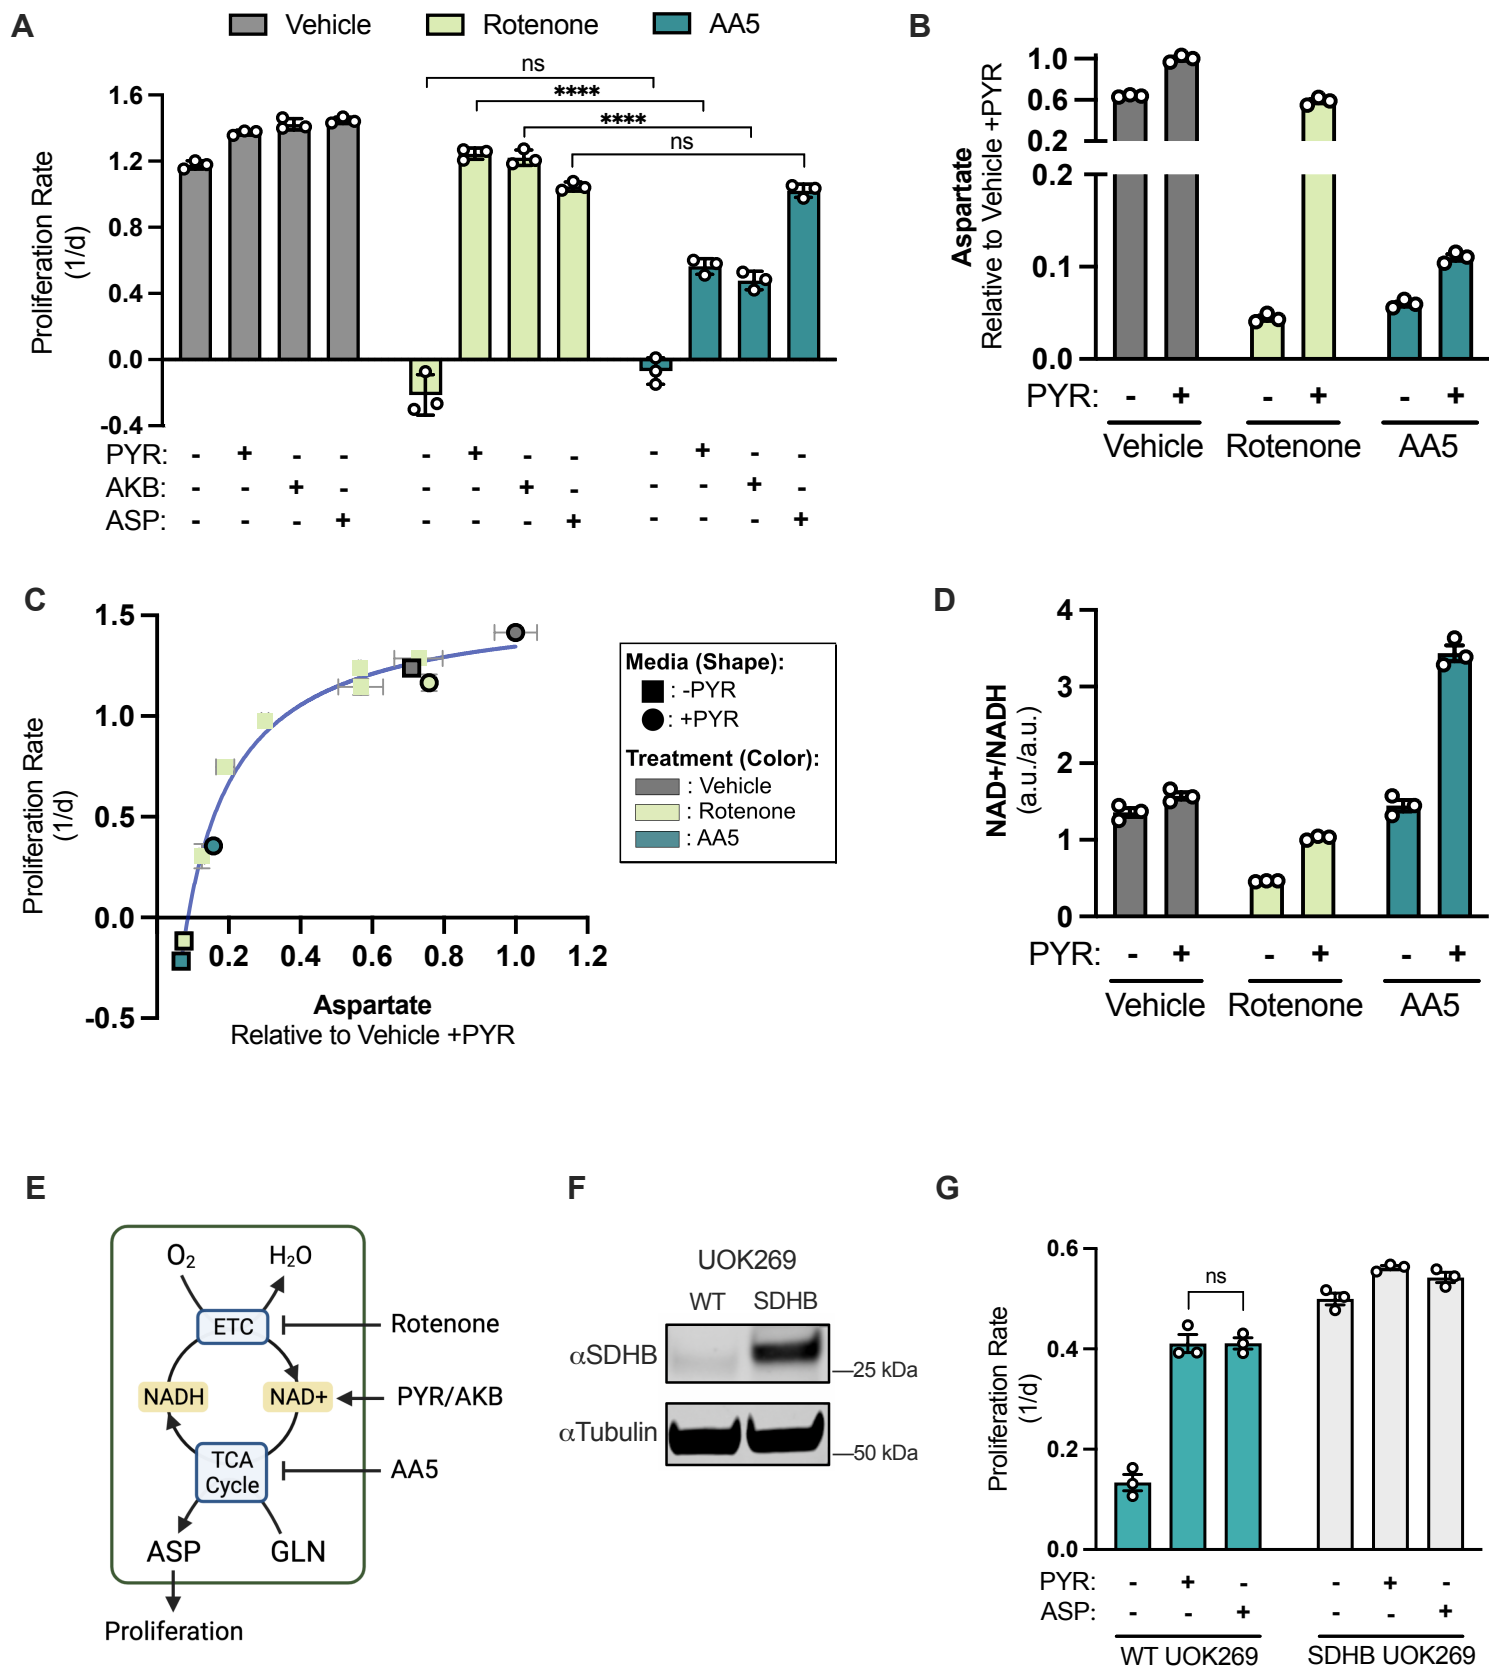 A
Vehicle
Rotenone
AA5
ns
****
****
ns
Proliferation Rate
(1/d)
1.6
1.2
0.8
0.4
0.0
-0.4
PYR: - + - - - + - - - + - -
AKB: - - + - - - + - - - + -
ASP: - - - + - - - + - - - +
B
Aspartate
Relative to Vehicle +PYR
1.0
0.6
0.2
0.2
0.1
0.0
PYR: - + - + - +
Vehicle Rotenone AA5
C
Proliferation Rate
(1/d)
1.5
1.0
0.5
0.0
-0.5
0.2 0.4 0.6 0.8 1.0 1.2
Aspartate
Relative to Vehicle +PYR
Media (Shape):
: -PYR
: +PYR
Treatment (Color):
: Vehicle
: Rotenone
: AA5
D
NAD+/NADH
(a.u./a.u.)
4
3
2
1
0
PYR: - + - + - +
Vehicle Rotenone AA5
E
O2 H2O
ETC
Rotenone
NADH NAD+
PYR/AKB
TCA
Cycle
AA5
ASP GLN
Proliferation
F
UOK269
WT SDHB
αSDHB
25 kDa
αTubulin
50 kDa
G
Proliferation Rate
(1/d)
0.6
0.4
0.2
0.0
ns
PYR: - + - - + -
ASP: - - + - - +
WT UOK269 SDHB UOK269